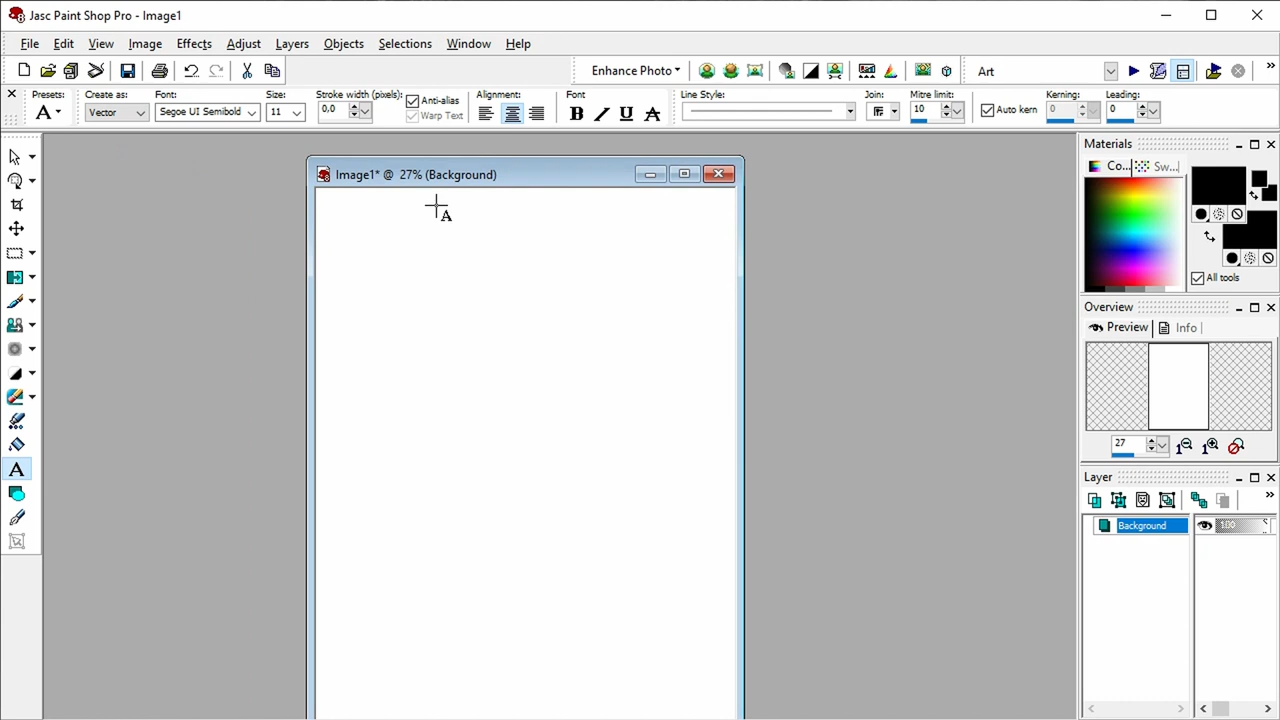 Jasc Paint Shop Pro - Image1
File Edit View Image Effects Adjust Layers Objects Selections Window Help
Enhance Photo Art
Presets: Create as: Font: Size: Stroke width (pixels): Anti-alias Alignment: Font Line Style: Join: Mitre limit: Auto kern Kerning: Leading:
A Vector Segoe UI Semibold 11 0,0 Warp Text B I U A 10 0 0
Image1* @ 27% (Background)
A
Materials
Co... Sw...
All tools
Overview
Preview Info
27
Layer
Background 100
A